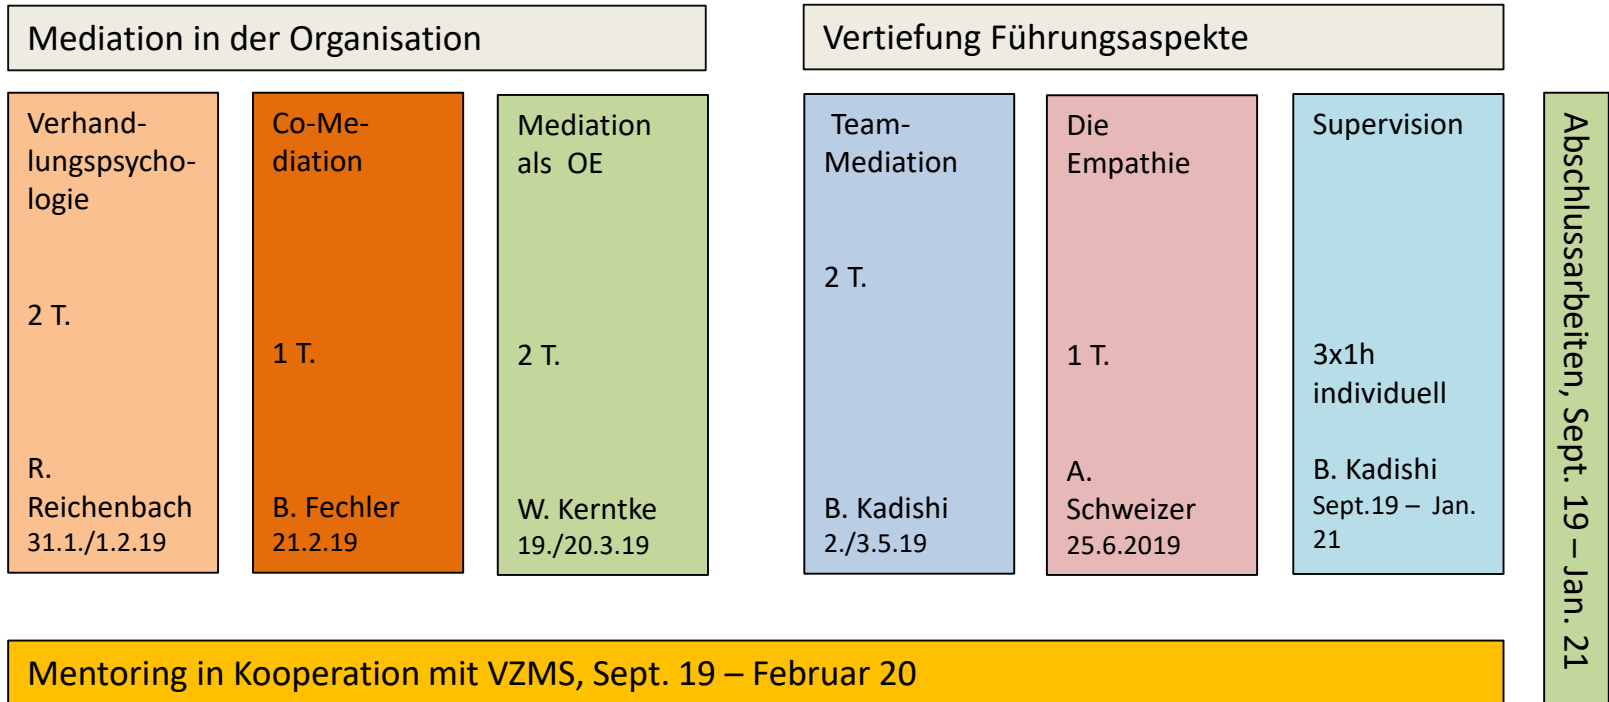 Mediation in der Organisation
Verhand-
lungspsycho-
logie
2 T.
R.
Reichenbach
31.1./1.2.19
Co-Me-
diation
1 T.
B. Fechler
21.2.19
Mediation
als OE
2 T.
W. Kerntke
19./20.3.19
Vertiefung Führungsaspekte
Team-
Mediation
2 T.
B. Kadishi
2./3.5.19
Die
Empathie
1 T.
A.
Schweizer
25.6.2019
Supervision
3x1h
individuell
B. Kadishi
Sept.19 – Jan.
21
Abschlussarbeiten, Sept. 19 – Jan. 21
Mentoring in Kooperation mit VZMS, Sept. 19 – Februar 20